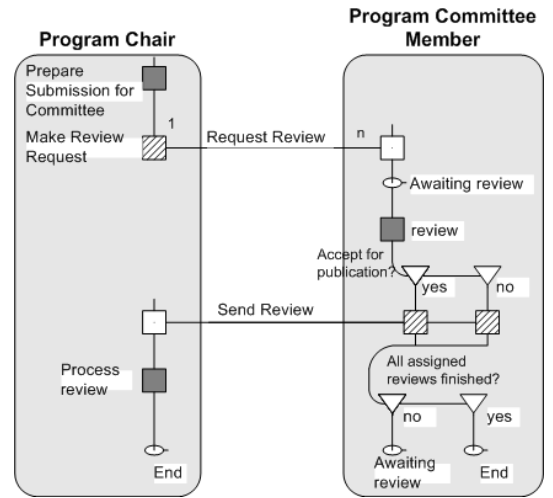 Program Chair
Program Committee
Member
Prepare
Submission for
Committee
1
Make Review
Request
Request Review
n
Awaiting review
review
Accept for
publication?
yes
no
Send Review
Process
review
All assigned
reviews finished?
no
yes
End
Awaiting
review
End